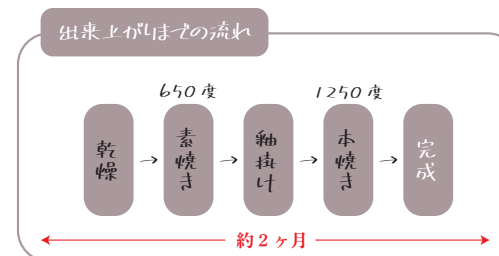 出来上がりまでの流れ
650度
1250度
乾燥
→
素焼き
→
釉掛け
→
本焼き
→
完成
約2ヶ月